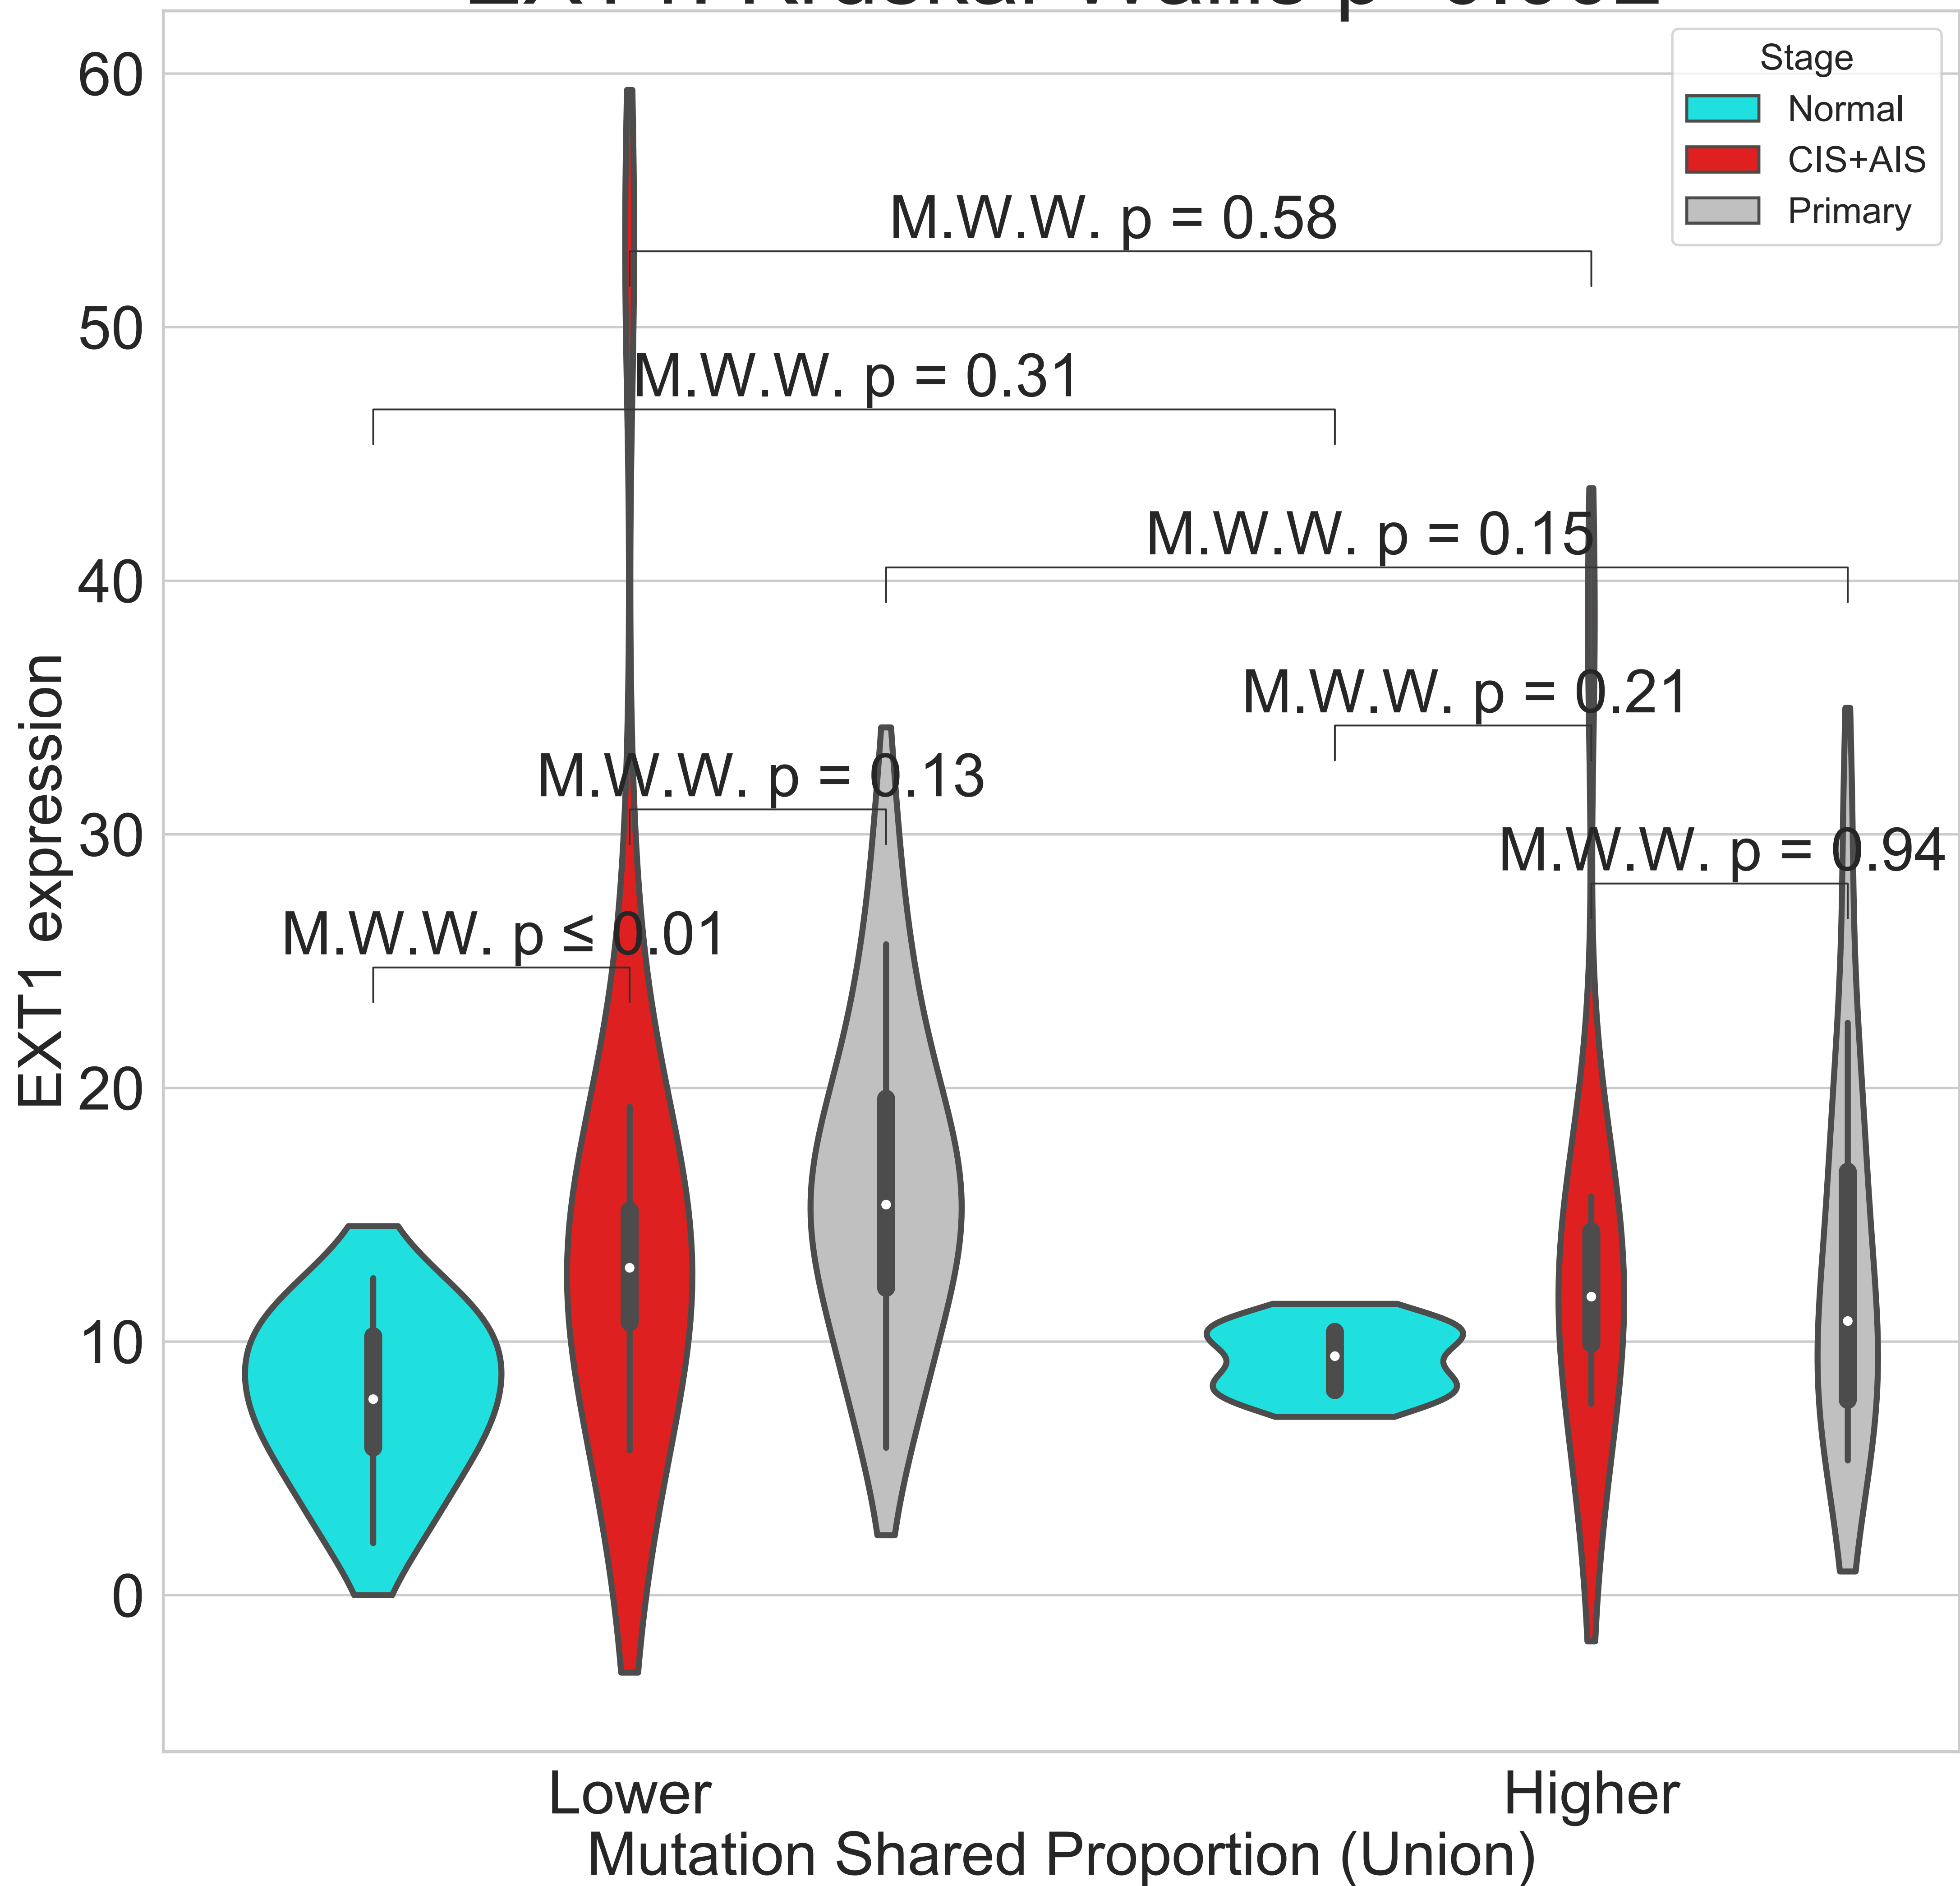 60
50
40
30
20
10
0
EXT1 expression
Stage
Normal
CIS+AIS
Primary
M.W.W. p = 0.58
M.W.W. p = 0.31
M.W.W. p = 0.15
M.W.W. p = 0.21
M.W.W. p = 0.13
M.W.W. p = 0.94
M.W.W. p ≤ 0.01
Lower
Higher
Mutation Shared Proportion (Union)